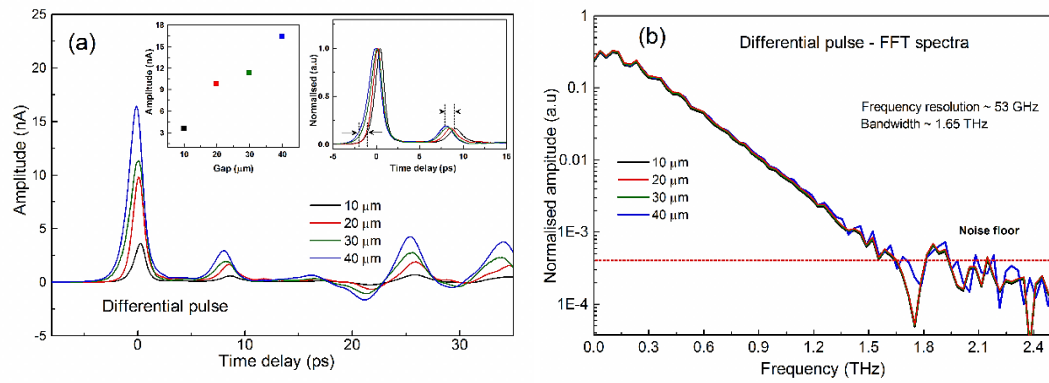 (a)
25
20
15
10
5
0
-5
Amplitude (nA)
0
10
20
30
Time delay (ps)
Differential pulse
10 μm
20 μm
30 μm
40 μm
18
15
12
9
6
3
Amplitude (nA)
10
20
30
40
Gap (μm)
1.0
0.5
0.0
Normalised (a.u)
-5
0
5
10
15
Time delay (ps)
(b)
Differential pulse - FFT spectra
Frequency resolution ~ 53 GHz
Bandwidth ~ 1.65 THz
10 μm
20 μm
30 μm
40 μm
Noise floor
1
0.1
0.01
1E-3
1E-4
Normalised amplitude (a.u)
0.0
0.3
0.6
0.9
1.2
1.5
1.8
2.1
2.4
Frequency (THz)